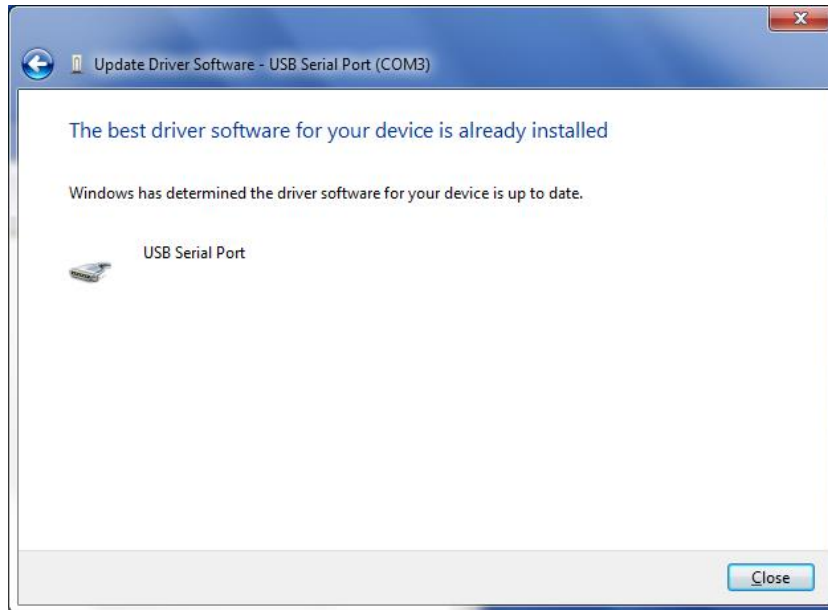 Update Driver Software - USB Serial Port (COM3)
The best driver software for your device is already installed
Windows has determined the driver software for your device is up to date.
USB Serial Port
Close